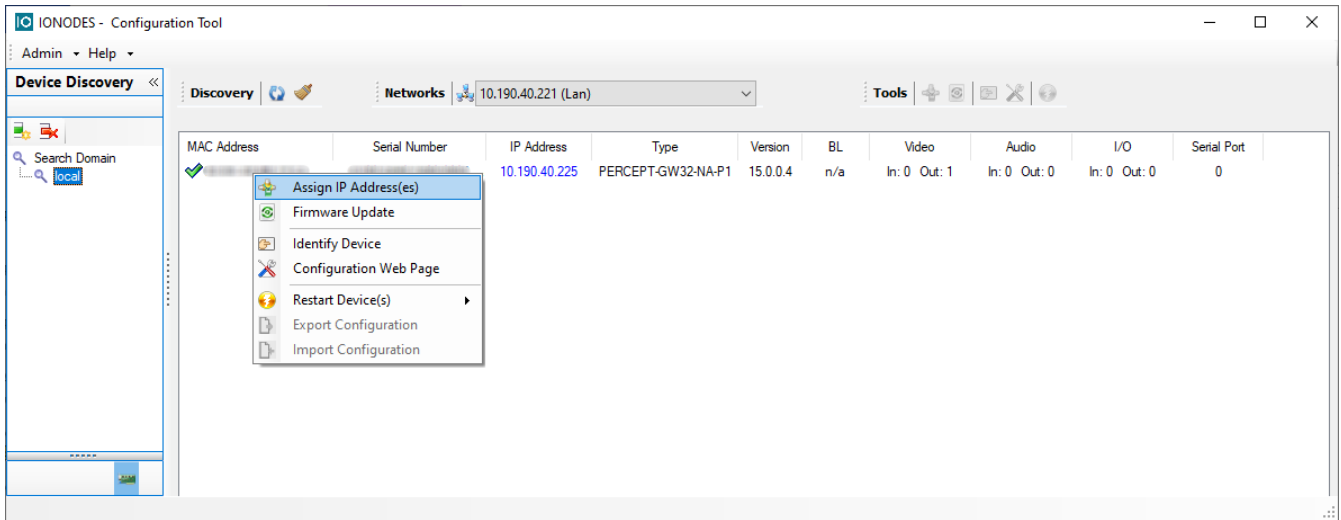 IO IONODES - Configuration Tool
Admin Help
Device Discovery «
Discovery Networks 10.190.40.221 (Lan) Tools
Search Domain
local
MAC Address Serial Number IP Address Type Version BL Video Audio I/O Serial Port
10.190.40.225 PERCEPT-GW32-NA-P1 15.0.0.4 n/a In: 0 Out: 1 In: 0 Out: 0 In: 0 Out: 0 0
Assign IP Address(es)
Firmware Update
Identify Device
Configuration Web Page
Restart Device(s)
Export Configuration
Import Configuration